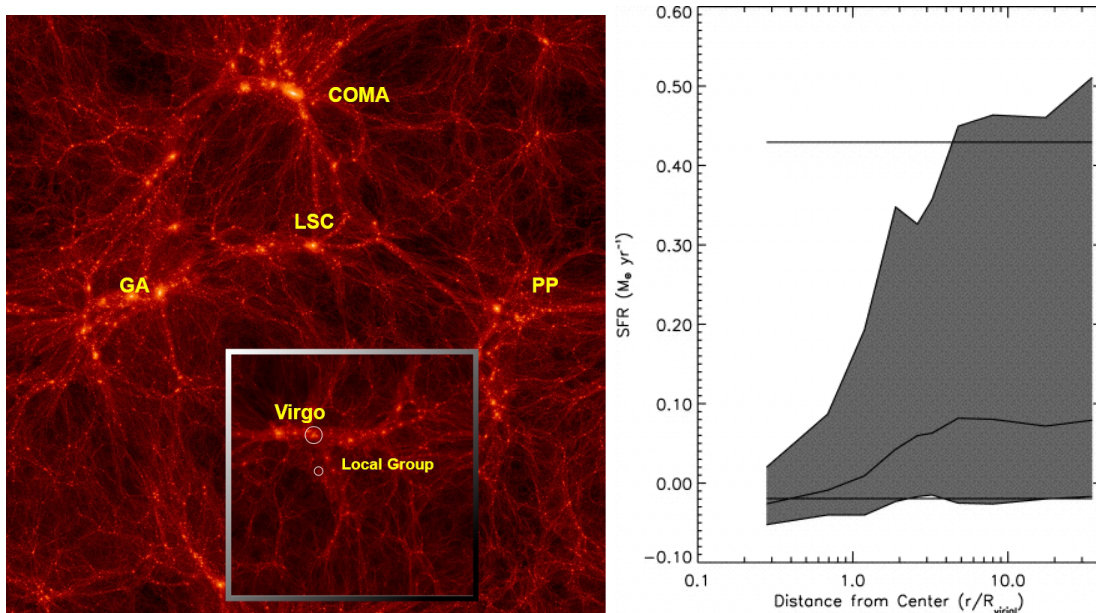 COMA
LSC
GA
PP
Virgo
Local Group
0.60
0.50
0.40
0.30
0.20
0.10
0.00
-0.10
SFR (M⊙ yr⁻¹)
0.1
1.0
10.0
Distance from Center (r/R_virial)